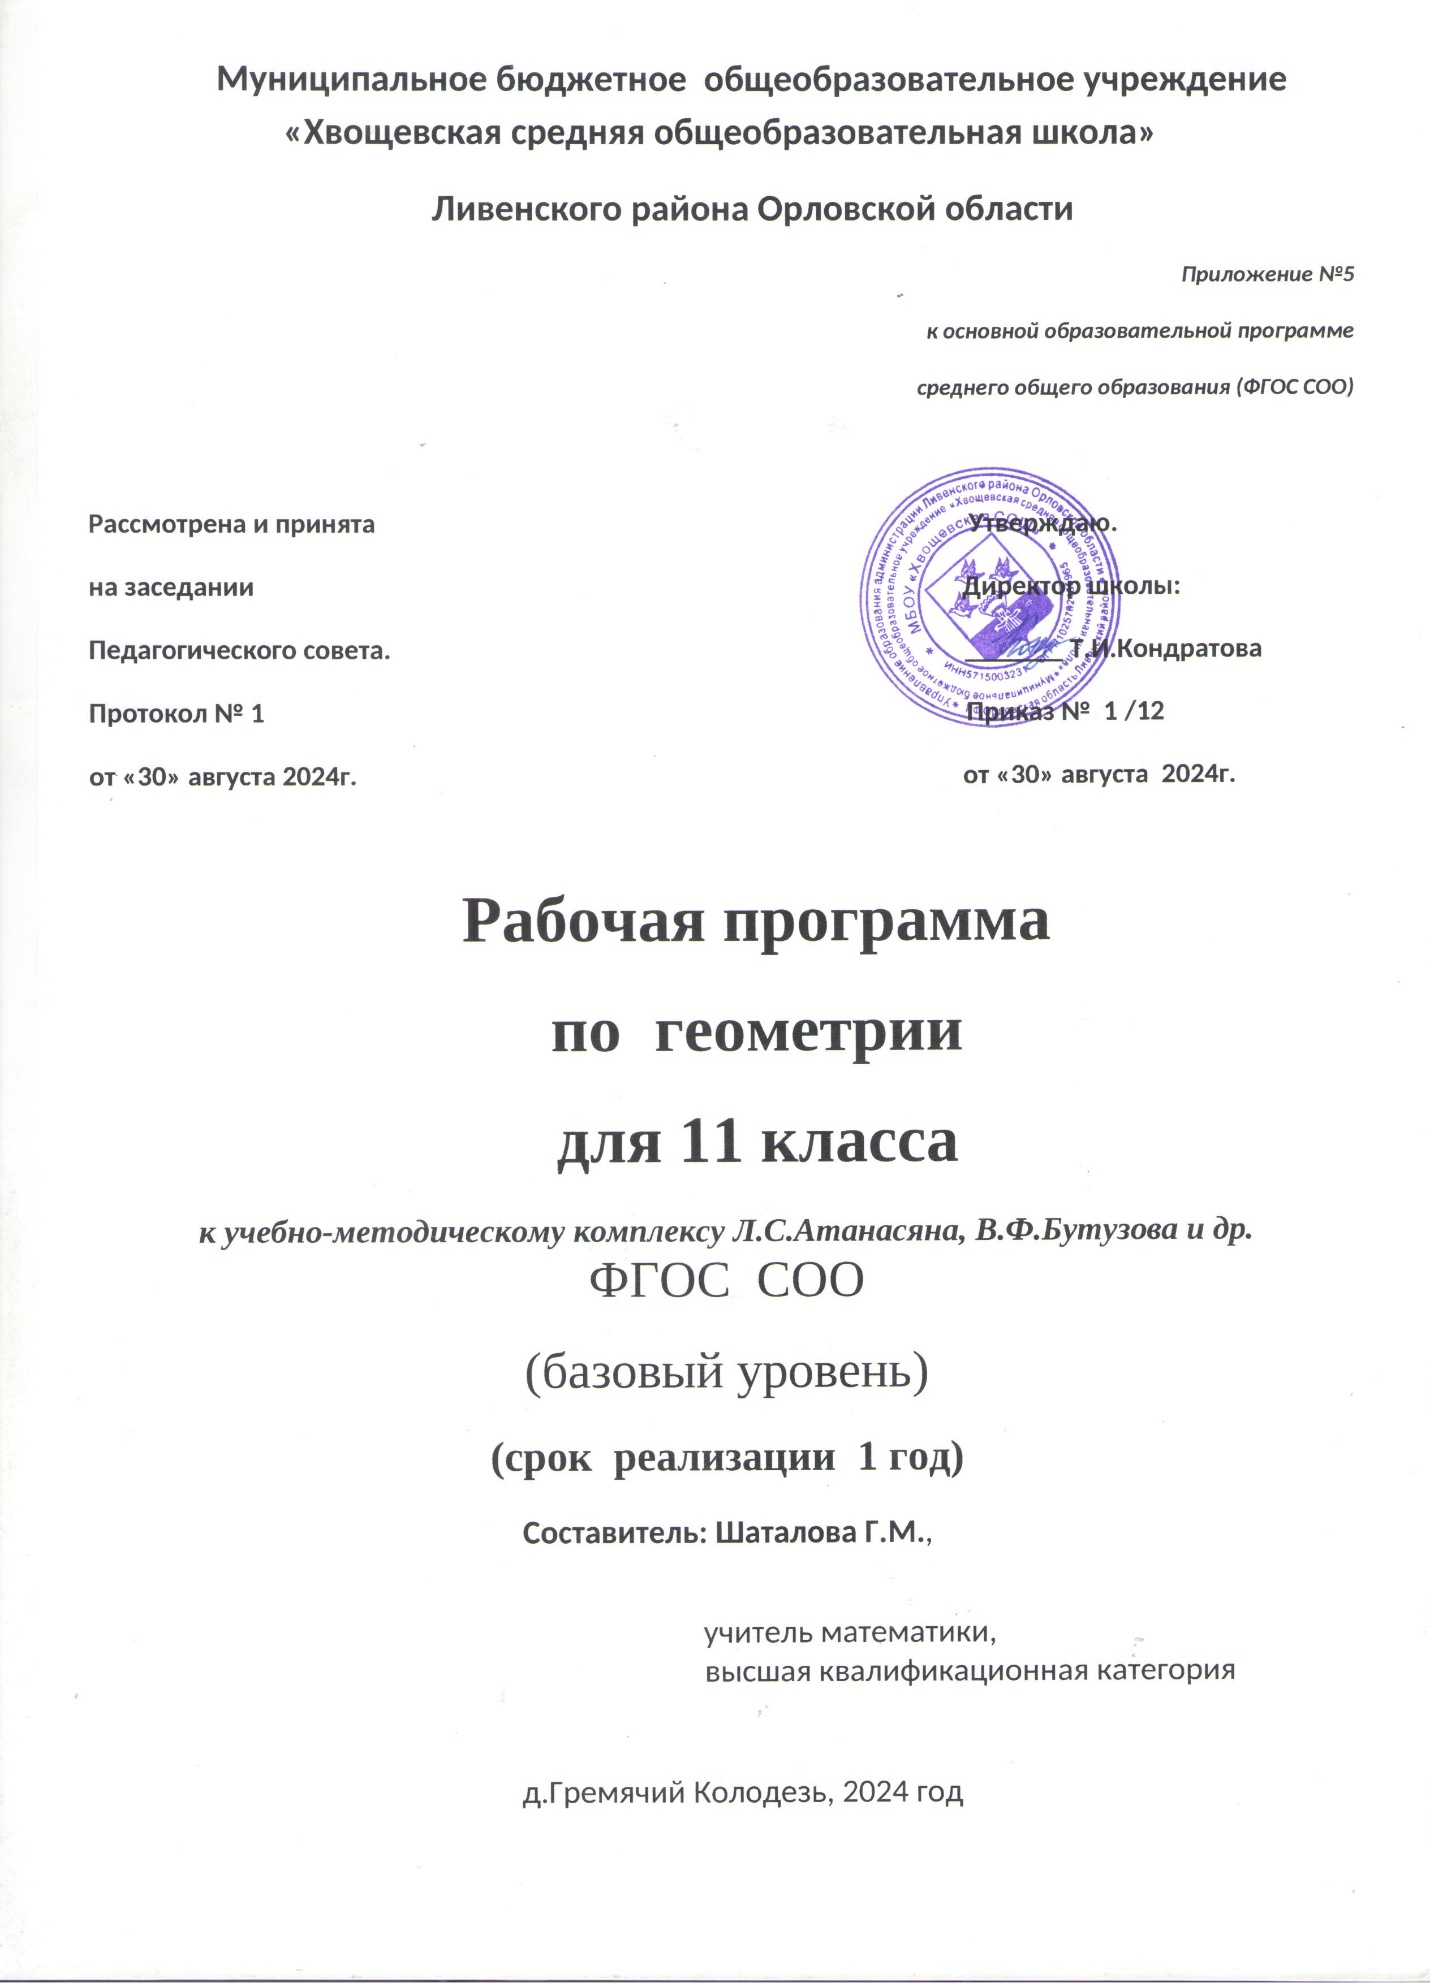 Муниципальное бюджетное общеобразовательное учреждение
«Хвощевская средняя общеобразовательная школа»
Ливенского района Орловской области
Приложение №5
к основной образовательной программе
среднего общего образования (ФГОС СОО)
Рассмотрена и принята
на заседании
Педагогического совета.
Протокол № 1
от «30» августа 2024г.
Утверждаю.
Директор школы:
Т.И.Кондратова
Приказ № 1 /12
от «30» августа 2024г.
МБОУ «Хвощевская СОШ»
Рабочая программа
по геометрии
для 11 класса
к учебно-методическому комплексу Л.С.Атанасяна, В.Ф.Бутузова и др.
ФГОС СОО
(базовый уровень)
(срок реализации 1 год)
Составитель: Шаталова Г.М.,
учитель математики,
высшая квалификационная категория
д.Гремячий Колодезь, 2024 год